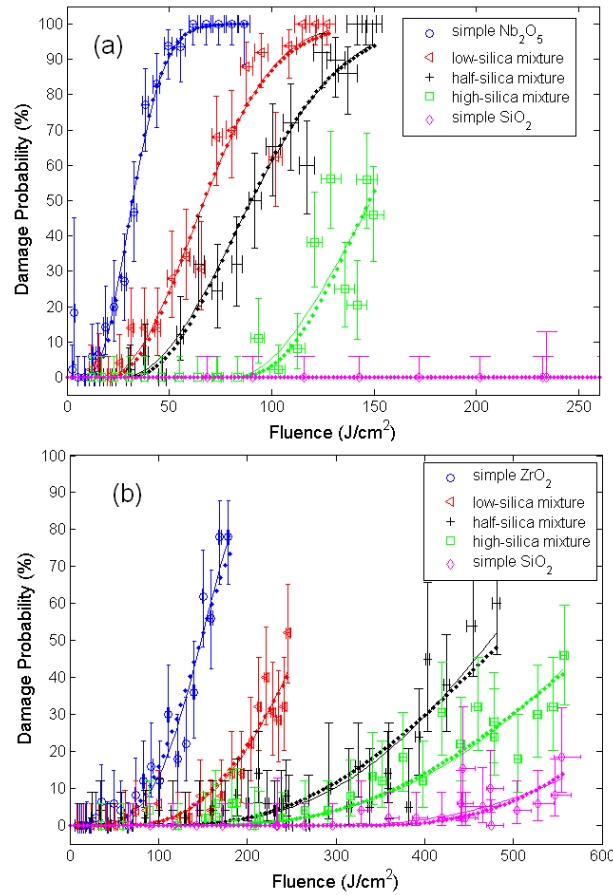 100
90
80
70
60
50
40
30
20
10
0
Damage Probability (%)
(a)
simple Nb₂O₅
low-silica mixture
half-silica mixture
high-silica mixture
simple SiO₂
0 50 100 150 200 250
Fluence (J/cm²)
100
90
80
70
60
50
40
30
20
10
0
Damage Probability (%)
(b)
simple ZrO₂
low-silica mixture
half-silica mixture
high-silica mixture
simple SiO₂
0 100 200 300 400 500 600
Fluence (J/cm²)